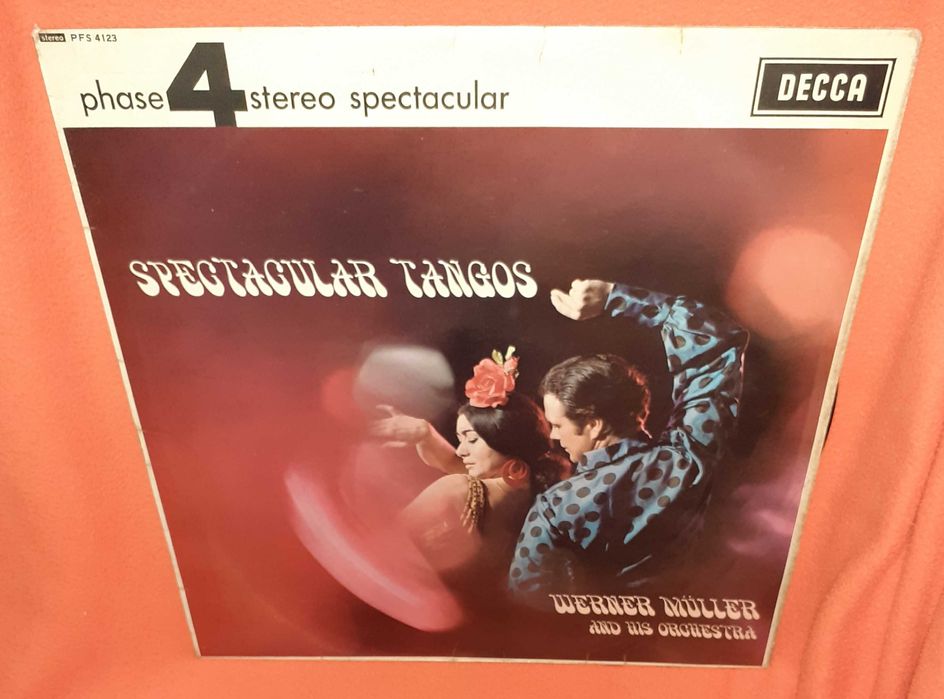 stereo PFS 4123
phase 4 stereo spectacular
DECCA
SPECTACULAR TANGOS
WERNER MÜLLER
AND HIS ORCHESTRA